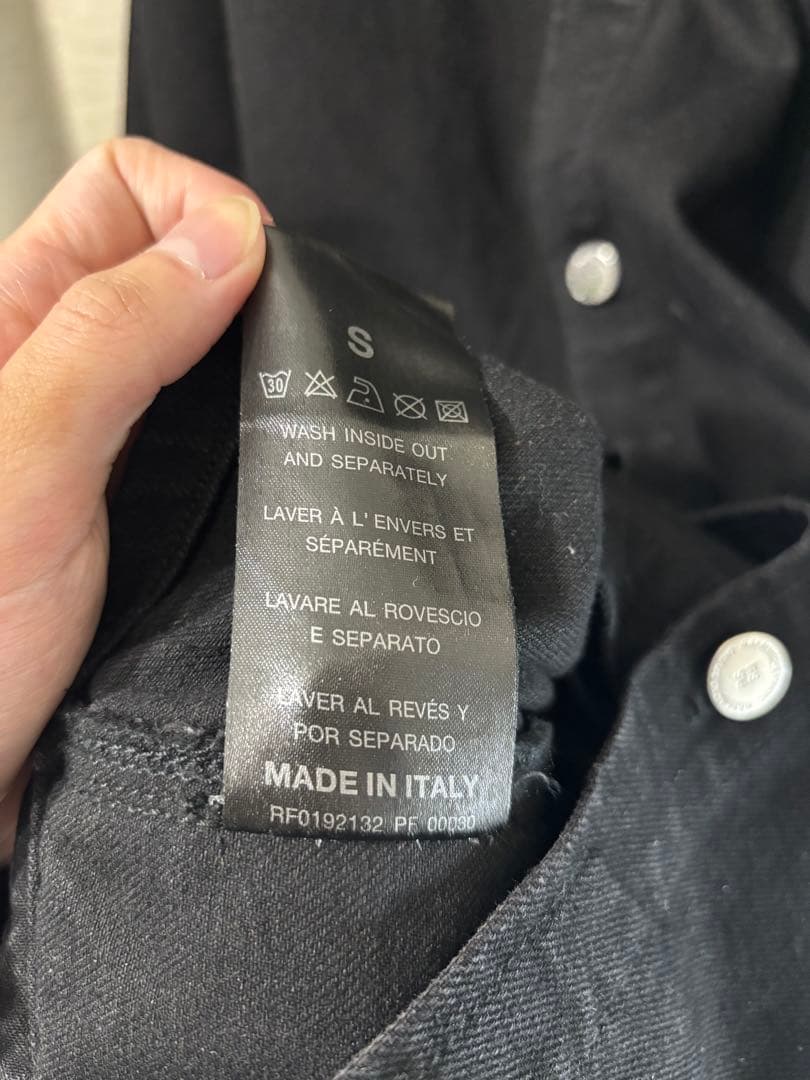 S
30
WASH INSIDE OUT
AND SEPARATELY
LAVER À L'ENVERS ET
SÉPARÉMENT
LAVARE AL ROVESCIO
E SEPARATO
LAVER AL REVÉS Y
POR SEPARADO
MADE IN ITALY
RF0192132 PF 00030